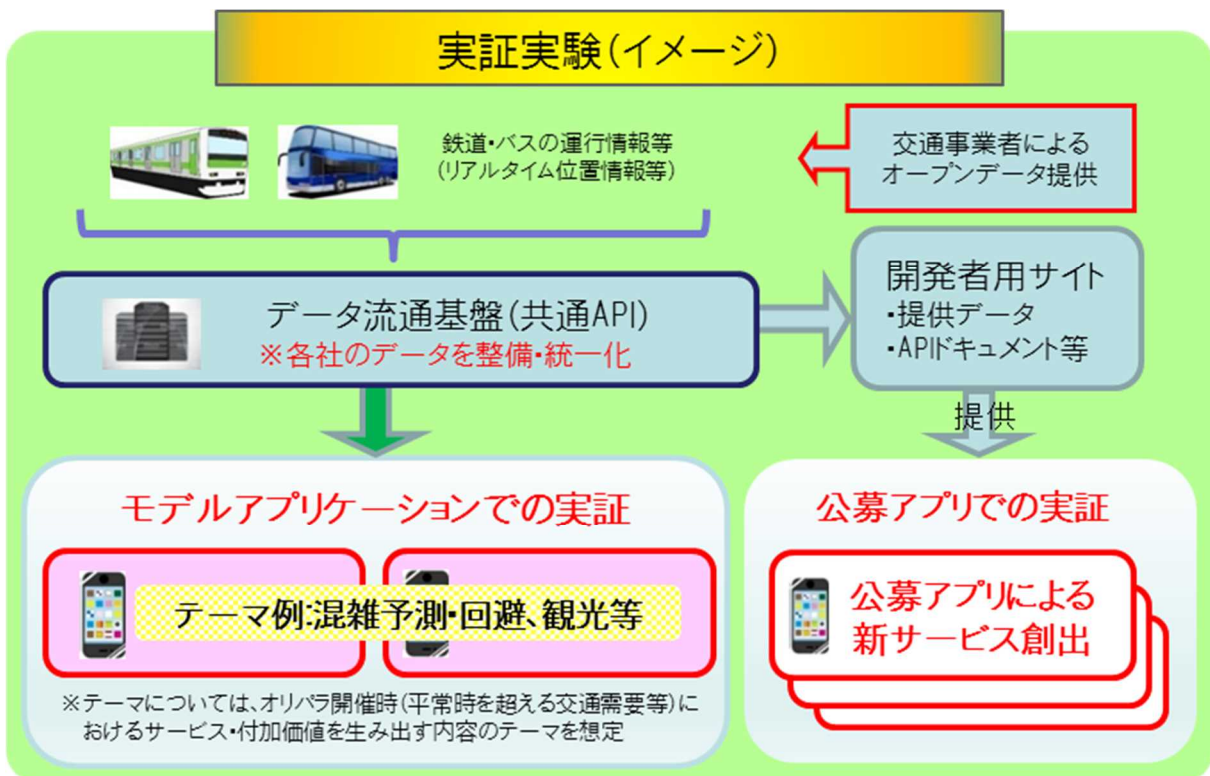 実証実験(イメージ)
鉄道・バスの運行情報等
(リアルタイム位置情報等)
交通事業者による
オープンデータ提供
データ流通基盤(共通API)
※各社のデータを整備・統一化
開発者用サイト
・提供データ
・APIドキュメント等
提供
モデルアプリケーションでの実証
テーマ例:混雑予測・回避、観光等
※テーマについては、オリパラ開催時(平常時を超える交通需要等)に
おけるサービス・付加価値を生み出す内容のテーマを想定
公募アプリでの実証
公募アプリによる
新サービス創出